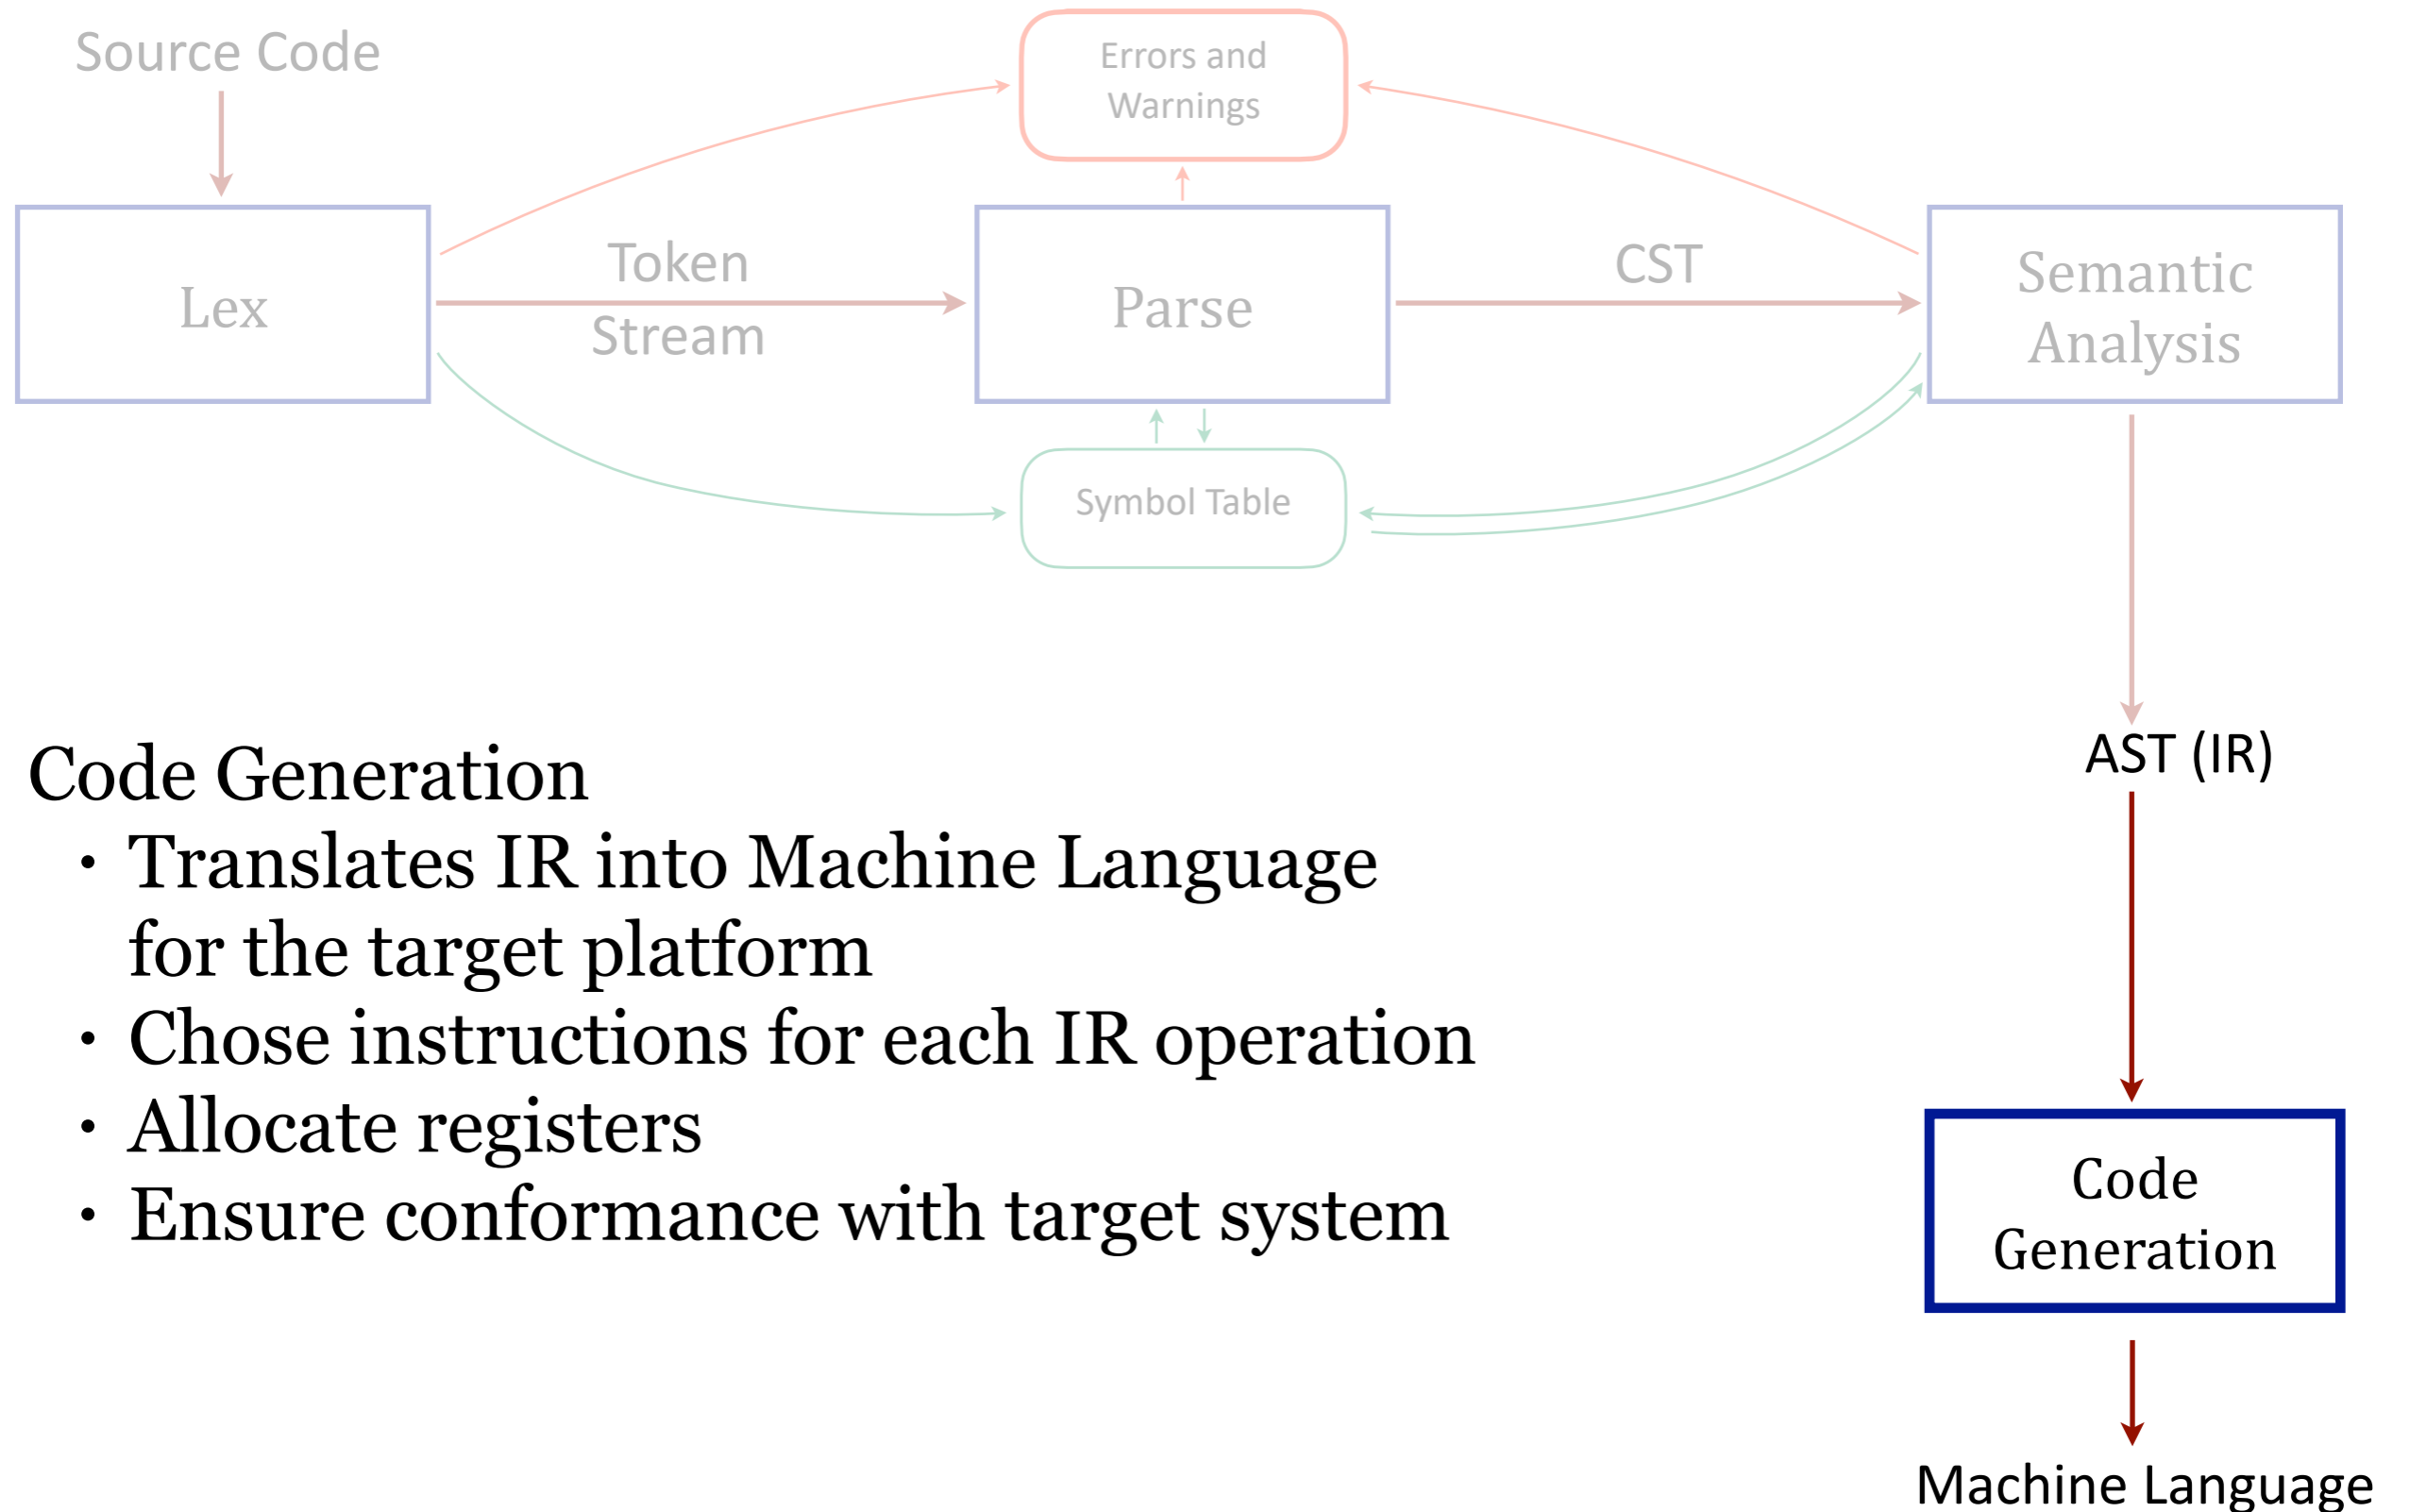 Source Code
Errors and
Warnings
Lex
Token
Stream
Parse
CST
Semantic
Analysis
Symbol Table
AST (IR)
Code Generation
• Translates IR into Machine Language
for the target platform
• Chose instructions for each IR operation
• Allocate registers
• Ensure conformance with target system
Code
Generation
Machine Language